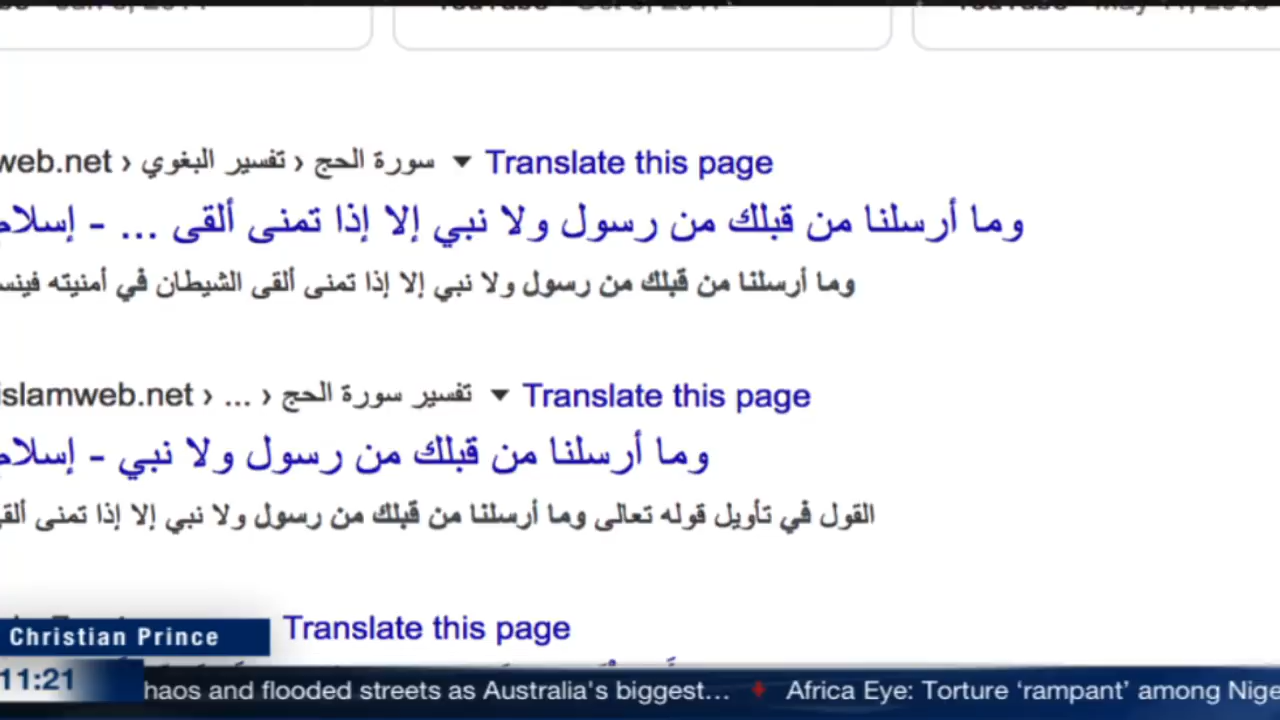 web.net › تفسير البغوي › سورة الحج ▼ Translate this page
وما أرسلنا من قبلك من رسول ولا نبي إلا إذا تمنى ألقى ... - إسلام
وما أرسلنا من قبلك من رسول ولا نبي إلا إذا تمنى ألقى الشيطان في أمنيته فينس
islamweb.net › ... › تفسير سورة الحج ▼ Translate this page
وما أرسلنا من قبلك من رسول ولا نبي - إسلام
القول في تأويل قوله تعالى وما أرسلنا من قبلك من رسول ولا نبي إلا إذا تمنى ألقى
Translate this page
Christian Prince
11:21 haos and flooded streets as Australia's biggest... Africa Eye: Torture ‘rampant’ among Nige